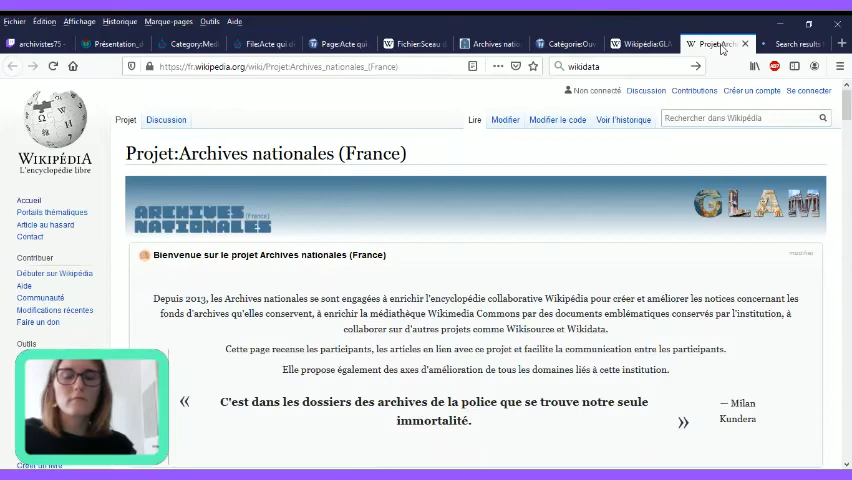 Fichier Édition Affichage Historique Marque-pages Outils Aide
archivistes75 - Présentation_d Category:Medi File:Acte qui d Page:Acte qui Fichier:Sceau d Archives natio Catégorie:Ouv Wikipédia:GLA Projet:Archi Search results f
https://fr.wikipedia.org/wiki/Projet:Archives_nationales_(France)
wikidata
Non connecté Discussion Contributions Créer un compte Se connecter
Projet Discussion Lire Modifier Modifier le code Voir l'historique Rechercher dans Wikipédia
WIKIPÉDIA
L'encyclopédie libre
Projet:Archives nationales (France)
Accueil
Portails thématiques
Article au hasard
Contact
Contribuer
Débuter sur Wikipédia
Aide
Communauté
Modifications récentes
Faire un don
Outils
Créer un livre
ARCHIVES (France)
NATIONALES
GLAM
Bienvenue sur le projet Archives nationales (France)
modifier
Depuis 2013, les Archives nationales se sont engagées à enrichir l'encyclopédie collaborative Wikipédia pour créer et améliorer les notices concernant les
fonds d'archives qu'elles conservent, à enrichir la médiathèque Wikimedia Commons par des documents emblématiques conservés par l'institution, à
collaborer sur d'autres projets comme Wikisource et Wikidata.
Cette page recense les participants, les articles en lien avec ce projet et facilite la communication entre les participants.
Elle propose également des axes d'amélioration de tous les domaines liés à cette institution.
« C'est dans les dossiers des archives de la police que se trouve notre seule
immortalité. »
— Milan
Kundera